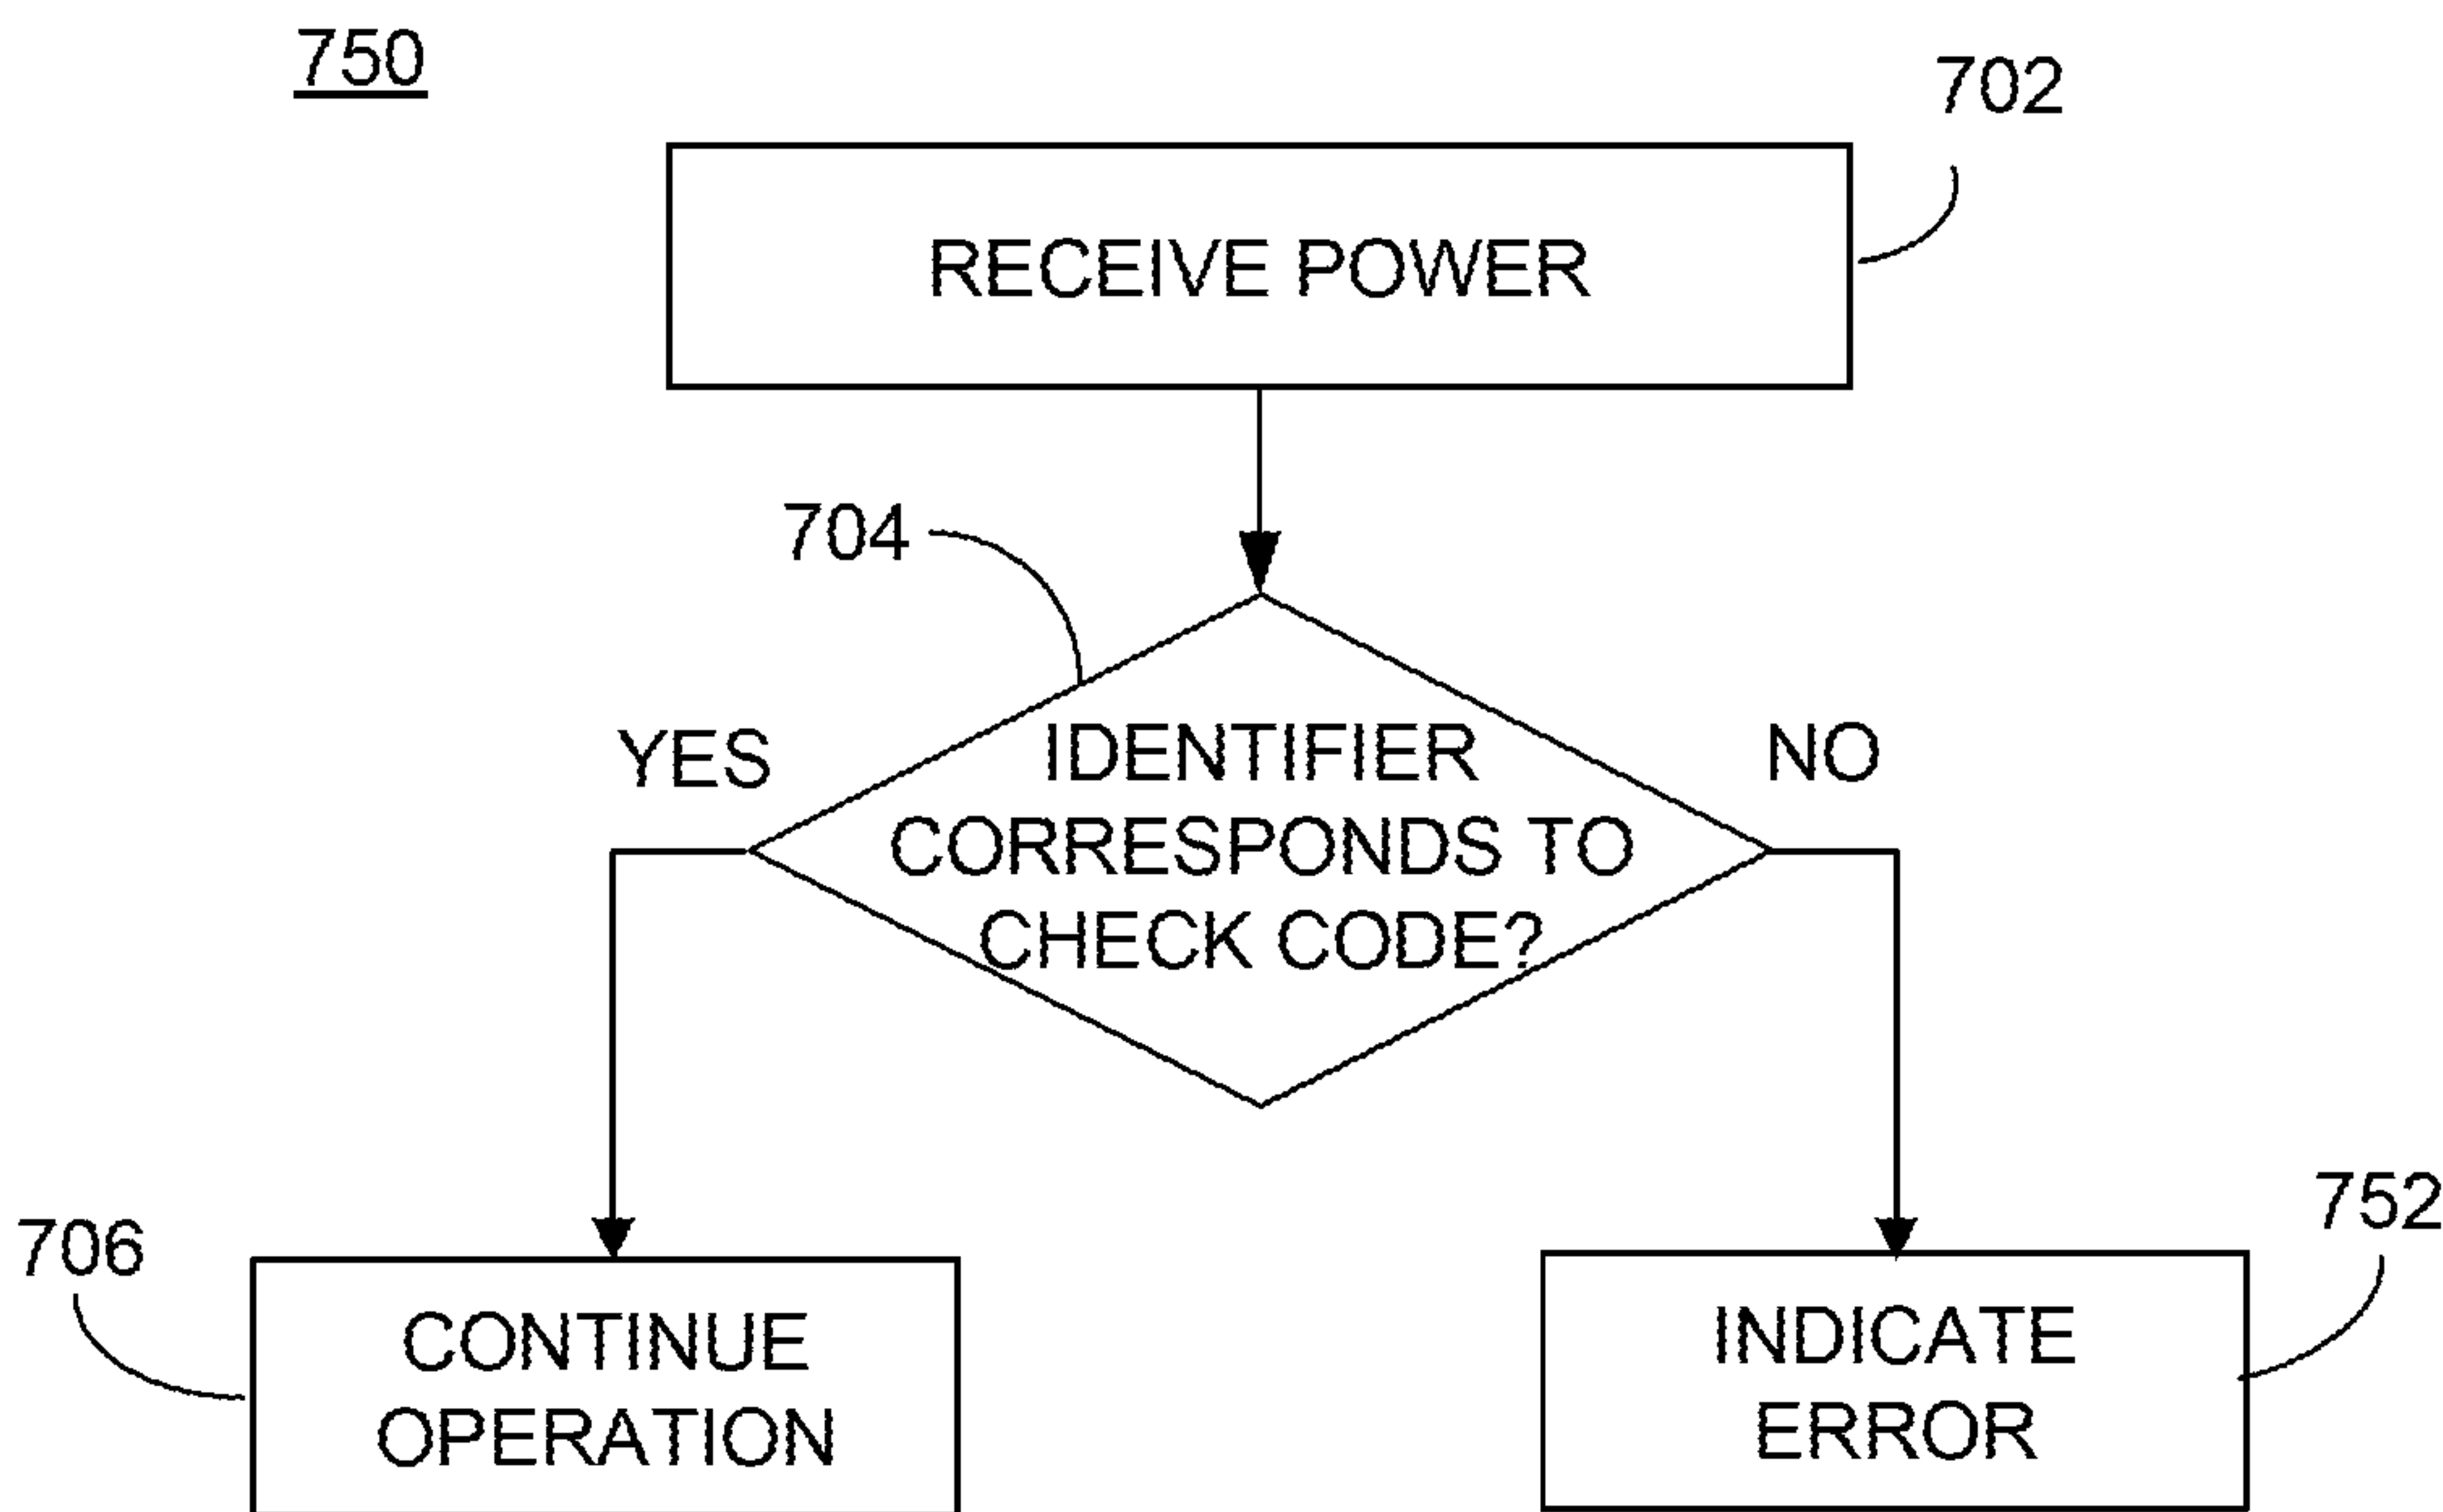 750
702
RECEIVE POWER
704
YES
IDENTIFIER
NO
CORRESPONDS TO
CHECK CODE?
706
752
CONTINUE
OPERATION
INDICATE
ERROR